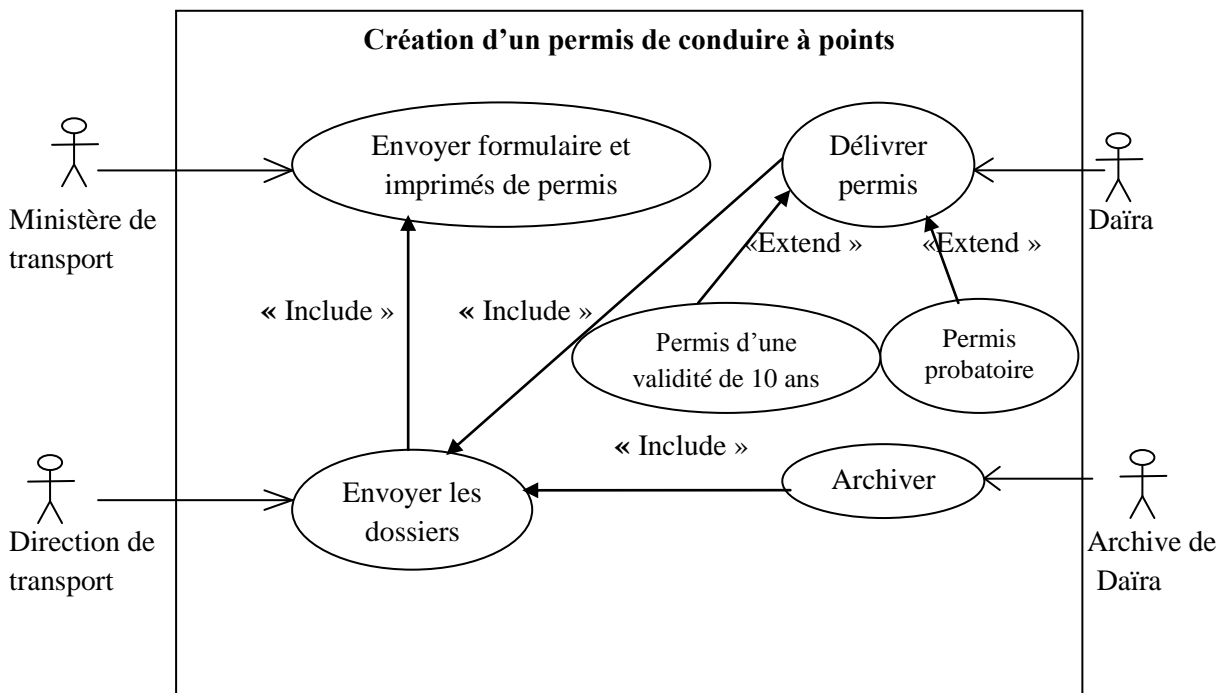 Création d’un permis de conduire à points
Envoyer formulaire et
imprimés de permis
Délivrer
permis
Ministère de
transport
Daïra
«Extend »
«Extend »
« Include »
« Include »
Permis d’une
validité de 10 ans
Permis
probatoire
« Include »
Envoyer les
dossiers
Archiver
Direction de
transport
Archive de
Daïra